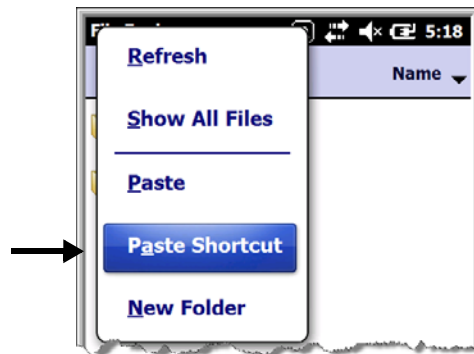 5:18
Name
Refresh
Show All Files
Paste
Paste Shortcut
New Folder